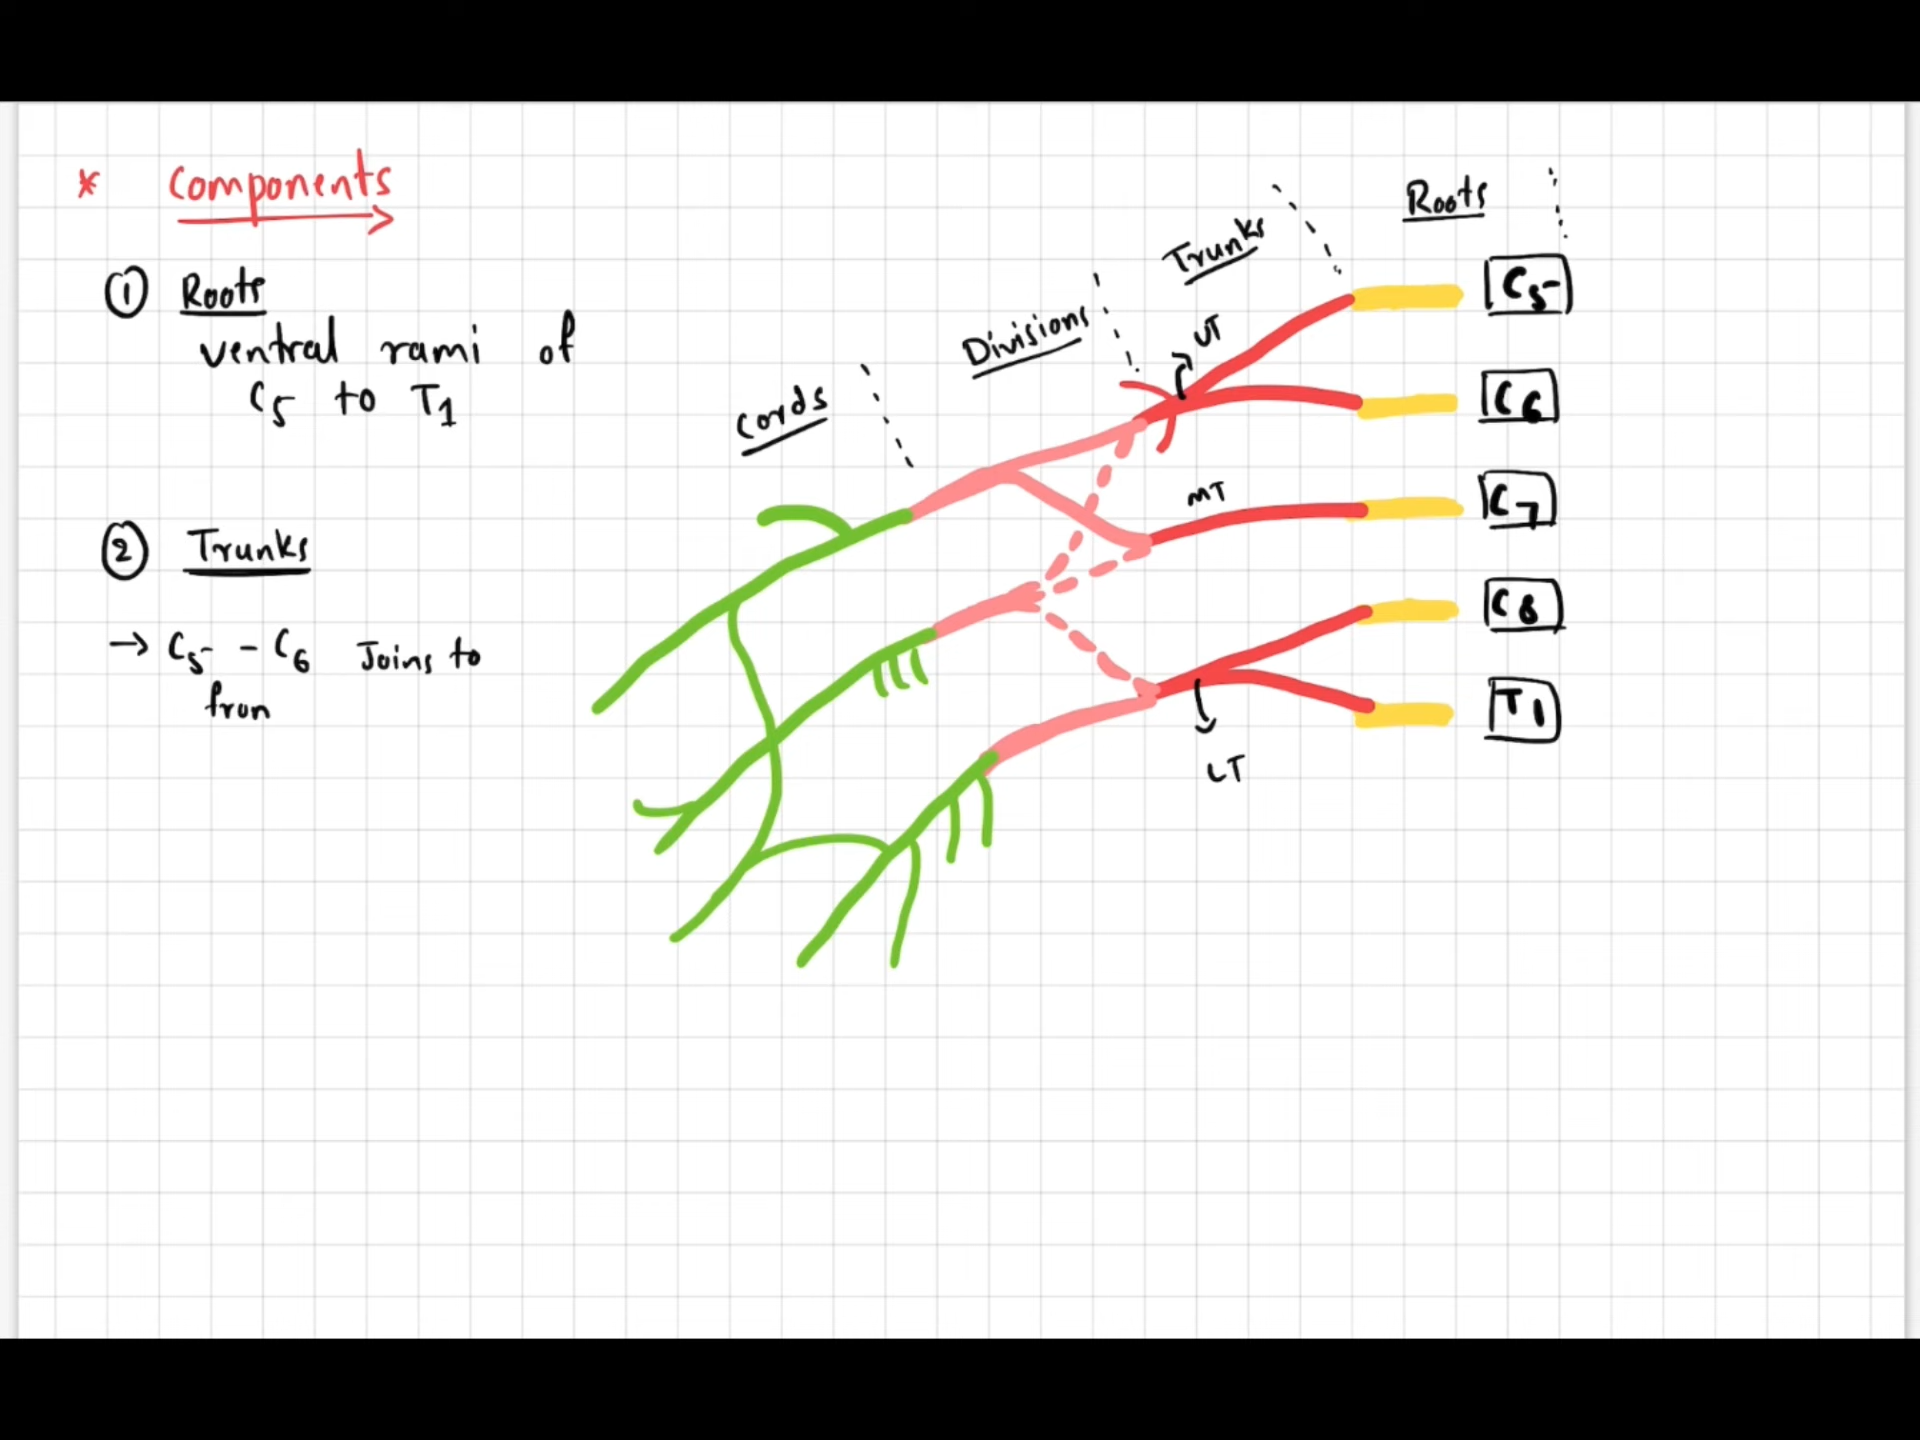 * Components
① Roots
ventral rami of
C5 to T1
② Trunks
→ C5 - C6 Joins to
from
Cords
Divisions
Trunks
Roots
UT
MT
LT
C5
C6
C7
C8
T1